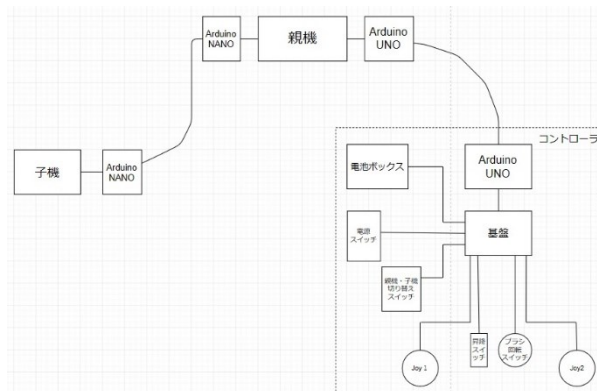 Arduino
NANO
親機
Arduino
UNO
コントローラ
子機
Arduino
NANO
電池ボックス
Arduino
UNO
電源
スイッチ
基盤
親機・子機
切り替え
スイッチ
Joy 1
昇降
スイ
ッチ
ブラシ
回転
スイッチ
Joy2